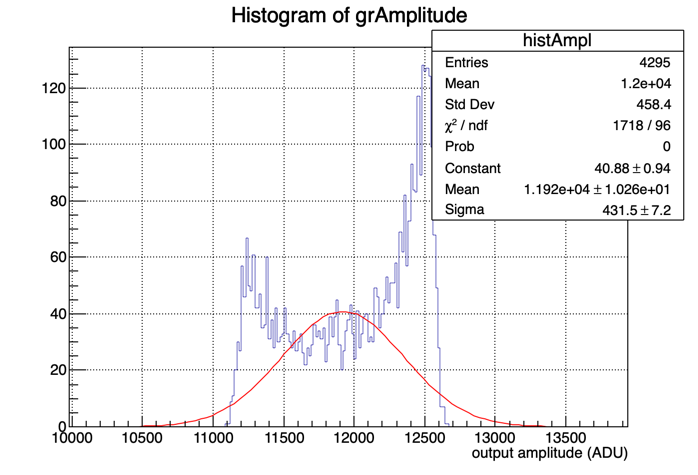 Histogram of grAmplitude
histAmpl
Entries 4295
Mean 1.2e+04
Std Dev 458.4
χ² / ndf 1718 / 96
Prob 0
Constant 40.88 ± 0.94
Mean 1.192e+04 ± 1.026e+01
Sigma 431.5 ± 7.2
120
100
80
60
40
20
0
10000 10500 11000 11500 12000 12500 13000 13500
output amplitude (ADU)